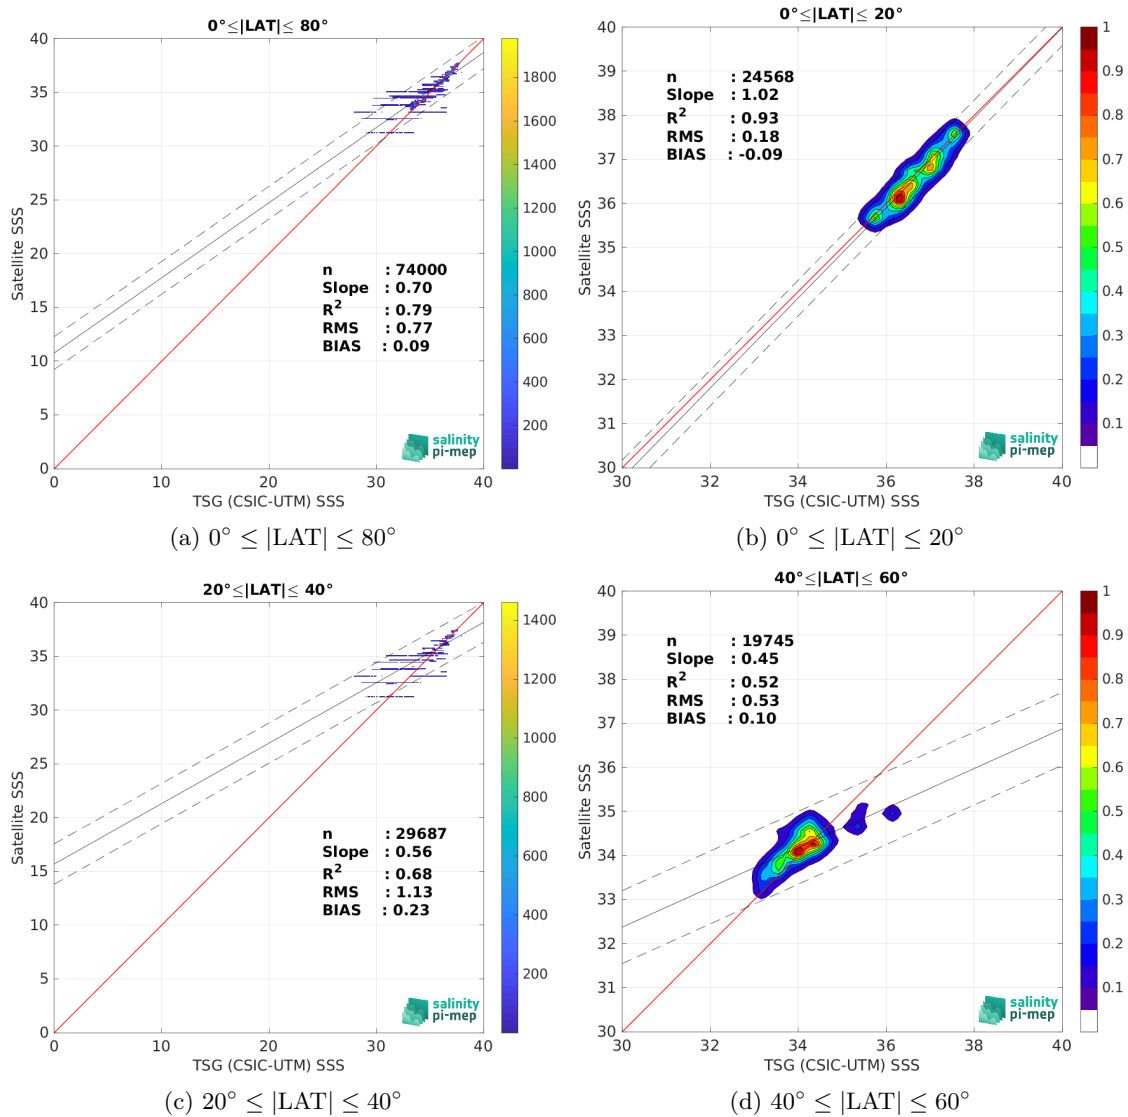 0°≤|LAT|≤ 80°
Satellite SSS
40
35
30
25
20
15
10
5
0
n : 74000
Slope : 0.70
R² : 0.79
RMS : 0.77
BIAS : 0.09
salinity
pi-mep
0 10 20 30 40
TSG (CSIC-UTM) SSS
1800
1600
1400
1200
1000
800
600
400
200
(a) 0° ≤ |LAT| ≤ 80°
0°≤|LAT|≤ 20°
Satellite SSS
40
39
38
37
36
35
34
33
32
31
30
n : 24568
Slope : 1.02
R² : 0.93
RMS : 0.18
BIAS : -0.09
salinity
pi-mep
30 32 34 36 38 40
TSG (CSIC-UTM) SSS
1
0.9
0.8
0.7
0.6
0.5
0.4
0.3
0.2
0.1
(b) 0° ≤ |LAT| ≤ 20°
20°≤|LAT|≤ 40°
Satellite SSS
40
35
30
25
20
15
10
5
0
n : 29687
Slope : 0.56
R² : 0.68
RMS : 1.13
BIAS : 0.23
salinity
pi-mep
0 10 20 30 40
TSG (CSIC-UTM) SSS
1400
1200
1000
800
600
400
200
(c) 20° ≤ |LAT| ≤ 40°
40°≤|LAT|≤ 60°
Satellite SSS
40
39
38
37
36
35
34
33
32
31
30
n : 19745
Slope : 0.45
R² : 0.52
RMS : 0.53
BIAS : 0.10
salinity
pi-mep
30 32 34 36 38 40
TSG (CSIC-UTM) SSS
1
0.9
0.8
0.7
0.6
0.5
0.4
0.3
0.2
0.1
(d) 40° ≤ |LAT| ≤ 60°